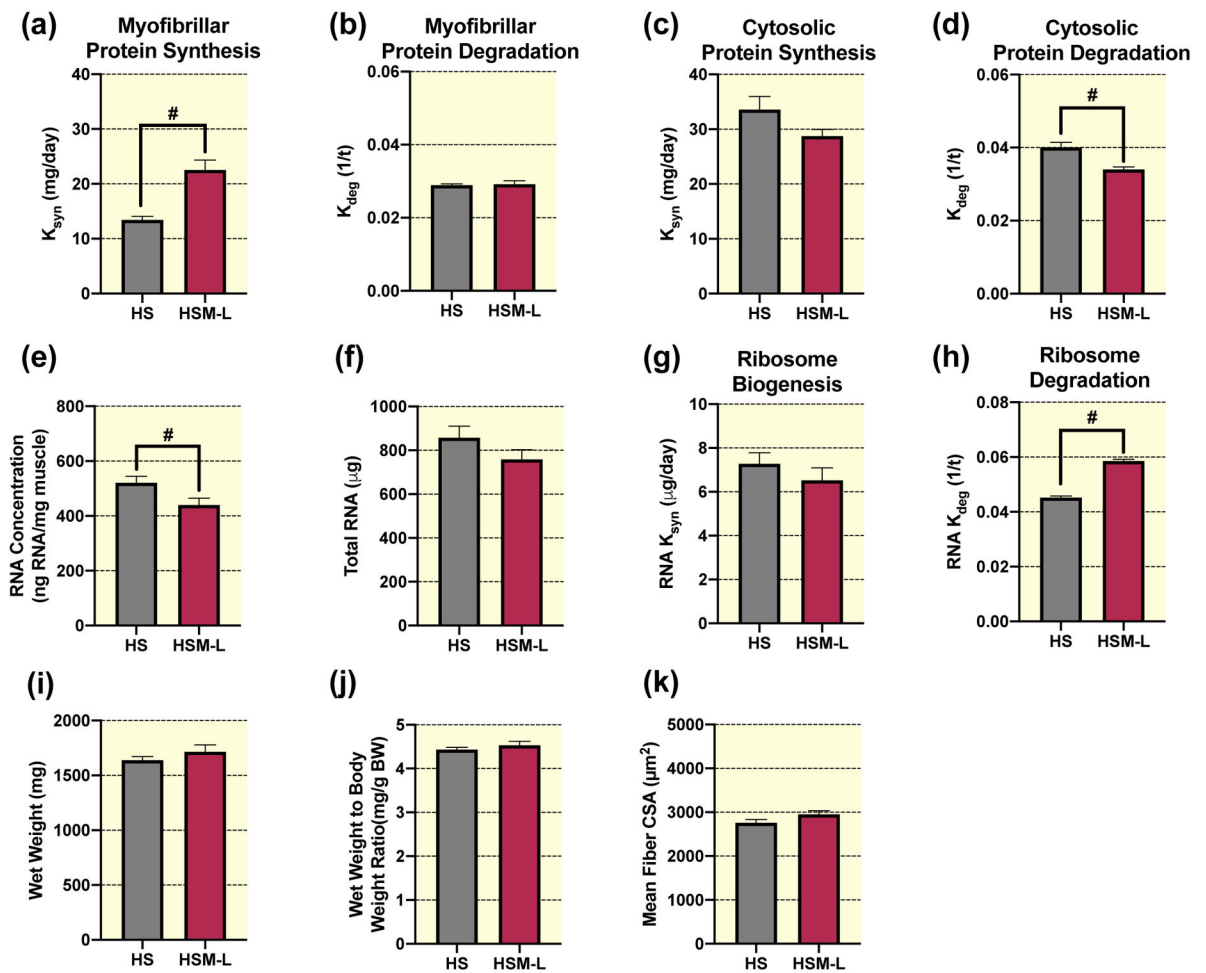 (a)
Myofibrillar
Protein Synthesis
K_syn (mg/day)
40
30
20
10
0
#
HS
HSM-L
(b)
Myofibrillar
Protein Degradation
K_deg (1/t)
0.06
0.04
0.02
0.00
HS
HSM-L
(c)
Cytosolic
Protein Synthesis
K_syn (mg/day)
40
30
20
10
0
HS
HSM-L
(d)
Cytosolic
Protein Degradation
K_deg (1/t)
0.06
0.04
0.02
0.00
#
HS
HSM-L
(e)
RNA Concentration
(ng RNA/mg muscle)
800
600
400
200
0
#
HS
HSM-L
(f)
Total RNA (μg)
1000
800
600
400
200
0
HS
HSM-L
(g)
Ribosome
Biogenesis
RNA K_syn (μg/day)
10
8
6
4
2
0
HS
HSM-L
(h)
Ribosome
Degradation
RNA K_deg (1/t)
0.08
0.06
0.04
0.02
0.00
#
HS
HSM-L
(i)
Wet Weight (mg)
2000
1500
1000
500
0
HS
HSM-L
(j)
Wet Weight to Body
Weight Ratio(mg/g BW)
5
4
3
2
1
0
HS
HSM-L
(k)
Mean Fiber CSA (μm²)
5000
4000
3000
2000
1000
0
HS
HSM-L